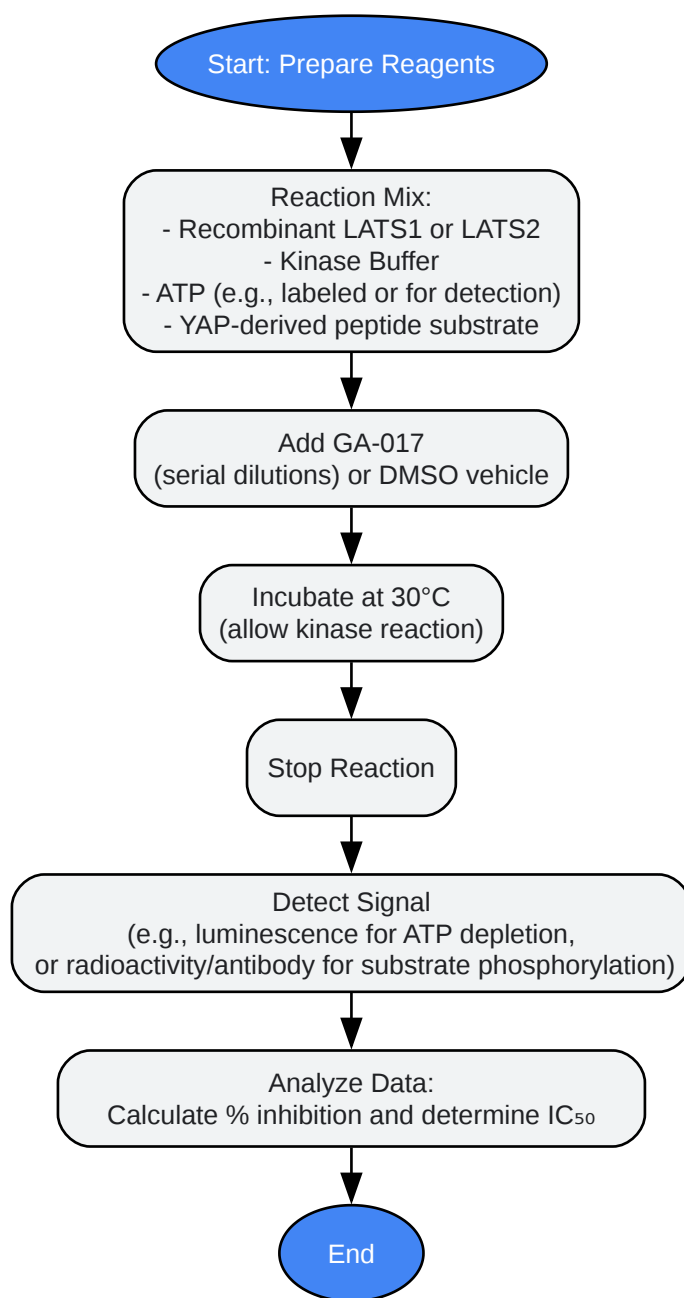 Start: Prepare Reagents
Reaction Mix:
- Recombinant LATS1 or LATS2
- Kinase Buffer
- ATP (e.g., labeled or for detection)
- YAP-derived peptide substrate
Add GA-017
(serial dilutions) or DMSO vehicle
Incubate at 30°C
(allow kinase reaction)
Stop Reaction
Detect Signal
(e.g., luminescence for ATP depletion,
or radioactivity/antibody for substrate phosphorylation)
Analyze Data:
Calculate % inhibition and determine IC₅₀
End